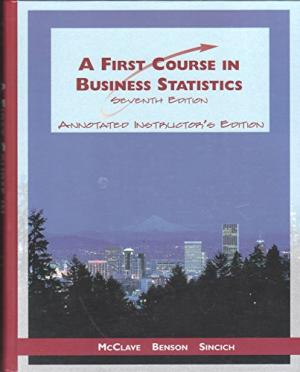 A First Course in
Business Statistics
Seventh Edition
Annotated Instructor's Edition
McClave Benson Sincich